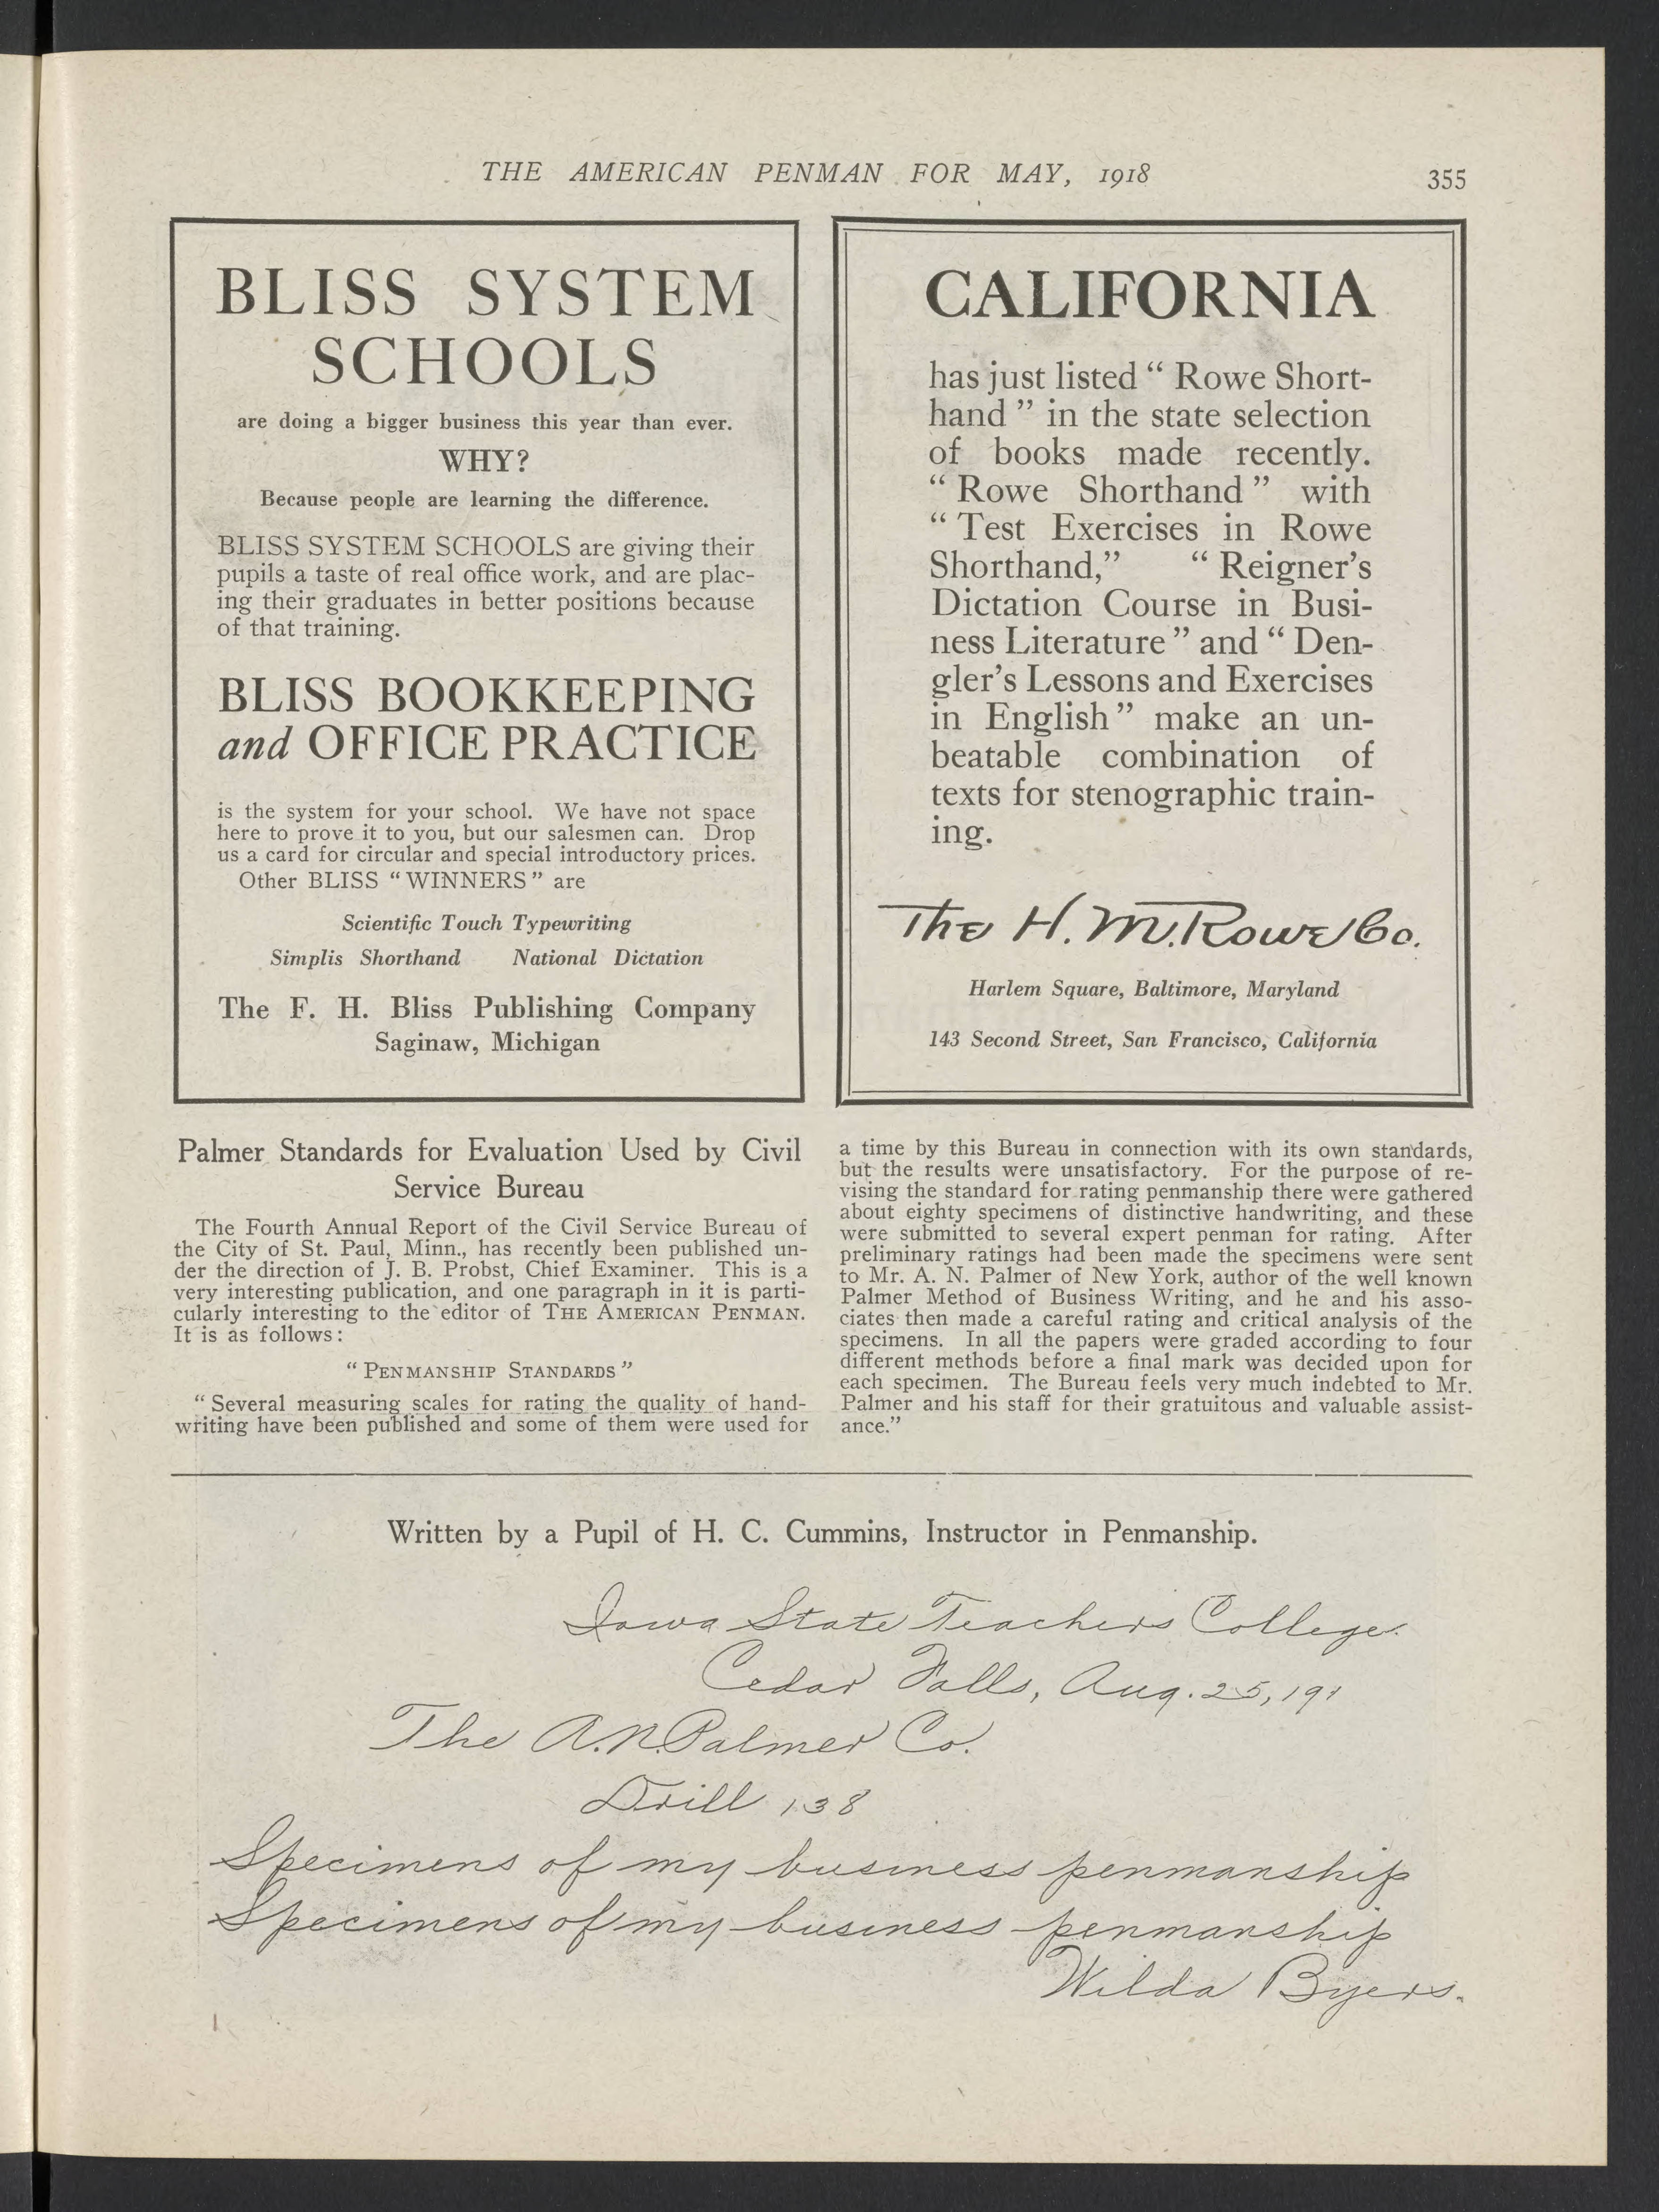 THE AMERICAN PENMAN FOR MAY, 1918
355
BLISS SYSTEM
SCHOOLS
are doing a bigger business this year than ever.
WHY?
Because people are learning the difference.
BLISS SYSTEM SCHOOLS are giving their
pupils a taste of real office work, and are plac-
ing their graduates in better positions because
of that training.
BLISS BOOKKEEPING
and OFFICE PRACTICE
is the system for your school. We have not space
here to prove it to you, but our salesmen can. Drop
us a card for circular and special introductory prices.
Other BLISS “WINNERS” are
Scientific Touch Typewriting
Simplis Shorthand National Dictation
The F. H. Bliss Publishing Company
Saginaw, Michigan
CALIFORNIA
has just listed “Rowe Short-
hand” in the state selection
of books made recently.
“Rowe Shorthand” with
“Test Exercises in Rowe
Shorthand,” “Reigner’s
Dictation Course in Busi-
ness Literature” and “Den-
gler’s Lessons and Exercises
in English” make an un-
beatable combination of
texts for stenographic train-
ing.
The H. M. Rowe Co.
Harlem Square, Baltimore, Maryland
143 Second Street, San Francisco, California
Palmer Standards for Evaluation Used by Civil
Service Bureau
The Fourth Annual Report of the Civil Service Bureau of
the City of St. Paul, Minn., has recently been published un-
der the direction of J. B. Probst, Chief Examiner. This is a
very interesting publication, and one paragraph in it is parti-
cularly interesting to the editor of THE AMERICAN PENMAN.
It is as follows:
“PENMANSHIP STANDARDS”
“Several measuring scales for rating the quality of hand-
writing have been published and some of them were used for
a time by this Bureau in connection with its own standards,
but the results were unsatisfactory. For the purpose of re-
vising the standard for rating penmanship there were gathered
about eighty specimens of distinctive handwriting, and these
were submitted to several expert penman for rating. After
preliminary ratings had been made the specimens were sent
to Mr. A. N. Palmer of New York, author of the well known
Palmer Method of Business Writing, and he and his asso-
ciates then made a careful rating and critical analysis of the
specimens. In all the papers were graded according to four
different methods before a final mark was decided upon for
each specimen. The Bureau feels very much indebted to Mr.
Palmer and his staff for their gratuitous and valuable assist-
ance.”
Written by a Pupil of H. C. Cummins, Instructor in Penmanship.
Iowa State Teachers College.
Cedar Falls, Aug. 25, 191
The A. N. Palmer Co.
Drill 138
Specimens of my business penmanship
Specimens of my business penmanship
Wilda Byers.